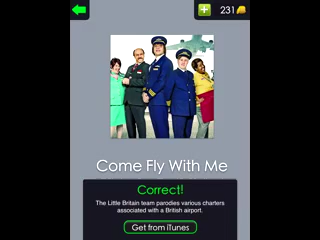 231
Come Fly With Me
Correct!
The Little Britain team parodies various charters
associated with a British airport.
Get from iTunes